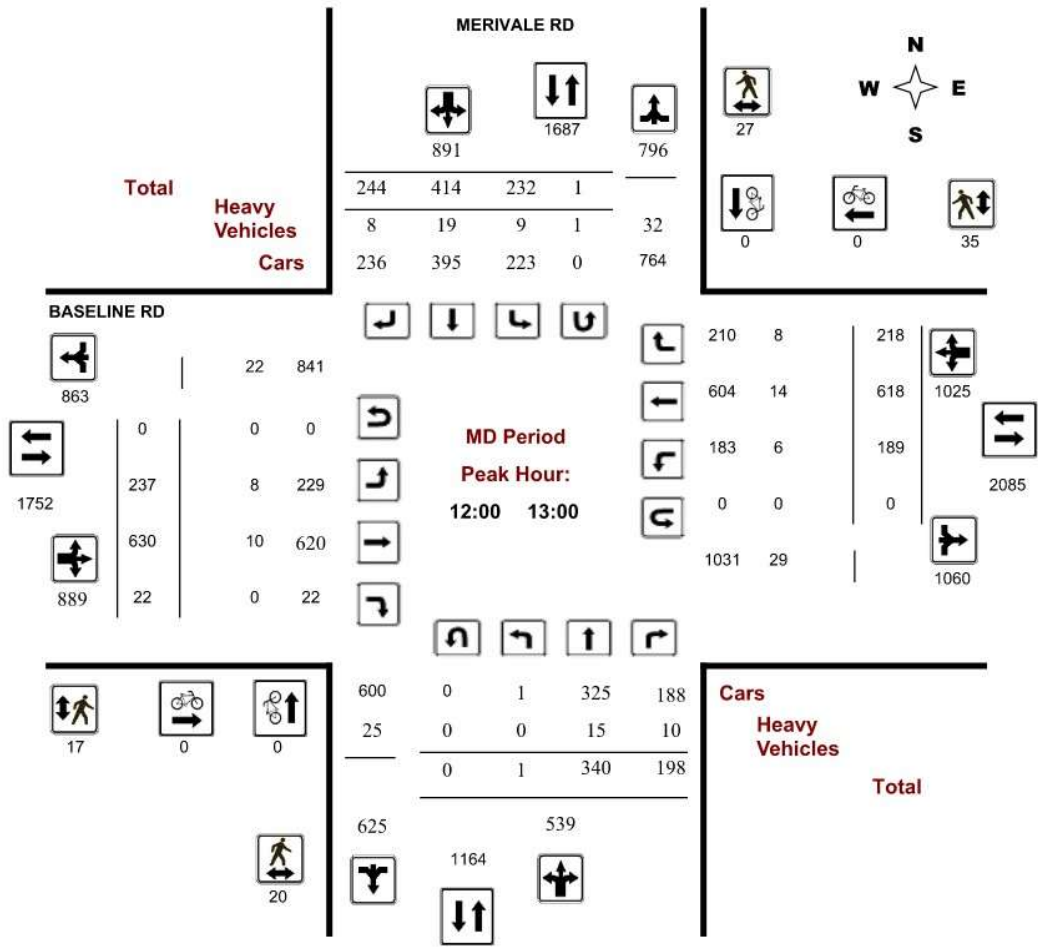 MERIVALE RD
N
W E
S
27
1687
891 796
Total 244 414 232 1
Heavy
Vehicles 8 19 9 1 32
Cars 236 395 223 0 764
0 0 35
BASELINE RD
210 8 218
22 841
863 604 14 618 1025
0 0 0
MD Period
183 6 189
Peak Hour:
237 8 229 2085
1752 12:00 13:00 0 0 0
630 10 620
1031 29
889 22 0 22 1060
600 0 1 325 188 Cars
25 0 0 15 10 Heavy
Vehicles
17 0 0
0 1 340 198 Total
625 539
1164
20